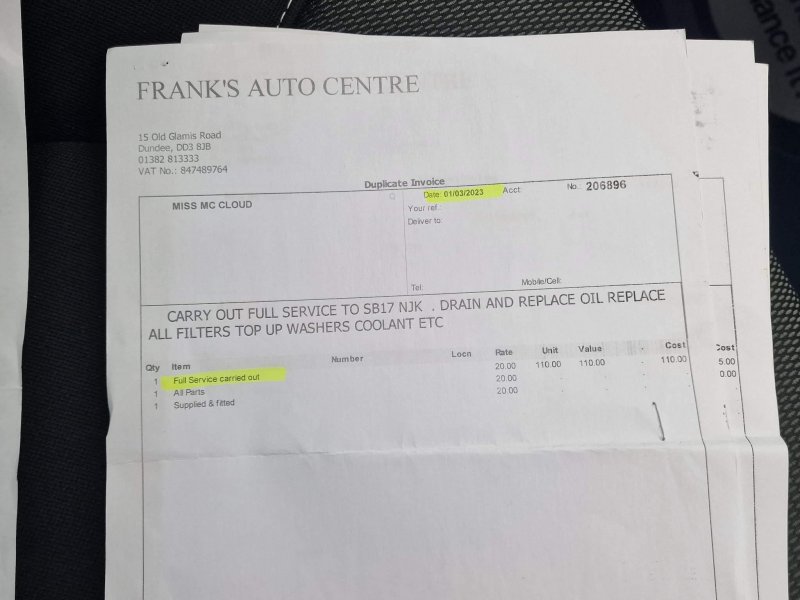 FRANK'S AUTO CENTRE
15 Old Glamis Road
Dundee, DD3 8JB
01382 813333
VAT No.: 847489764
Duplicate Invoice
MISS MC CLOUD
Date: 01/03/2023 Acct: No. 206896
Your ref.:
Deliver to:
Tel: Mobile/Cell:
CARRY OUT FULL SERVICE TO SB17 NJK . DRAIN AND REPLACE OIL REPLACE
ALL FILTERS TOP UP WASHERS COOLANT ETC
Qty Item Number Locn Rate Unit Value Cost
1 Full Service carried out 20.00 110.00 110.00 110.00
1 All Parts 20.00
1 Supplied & fitted 20.00
ost
5.00
0.00